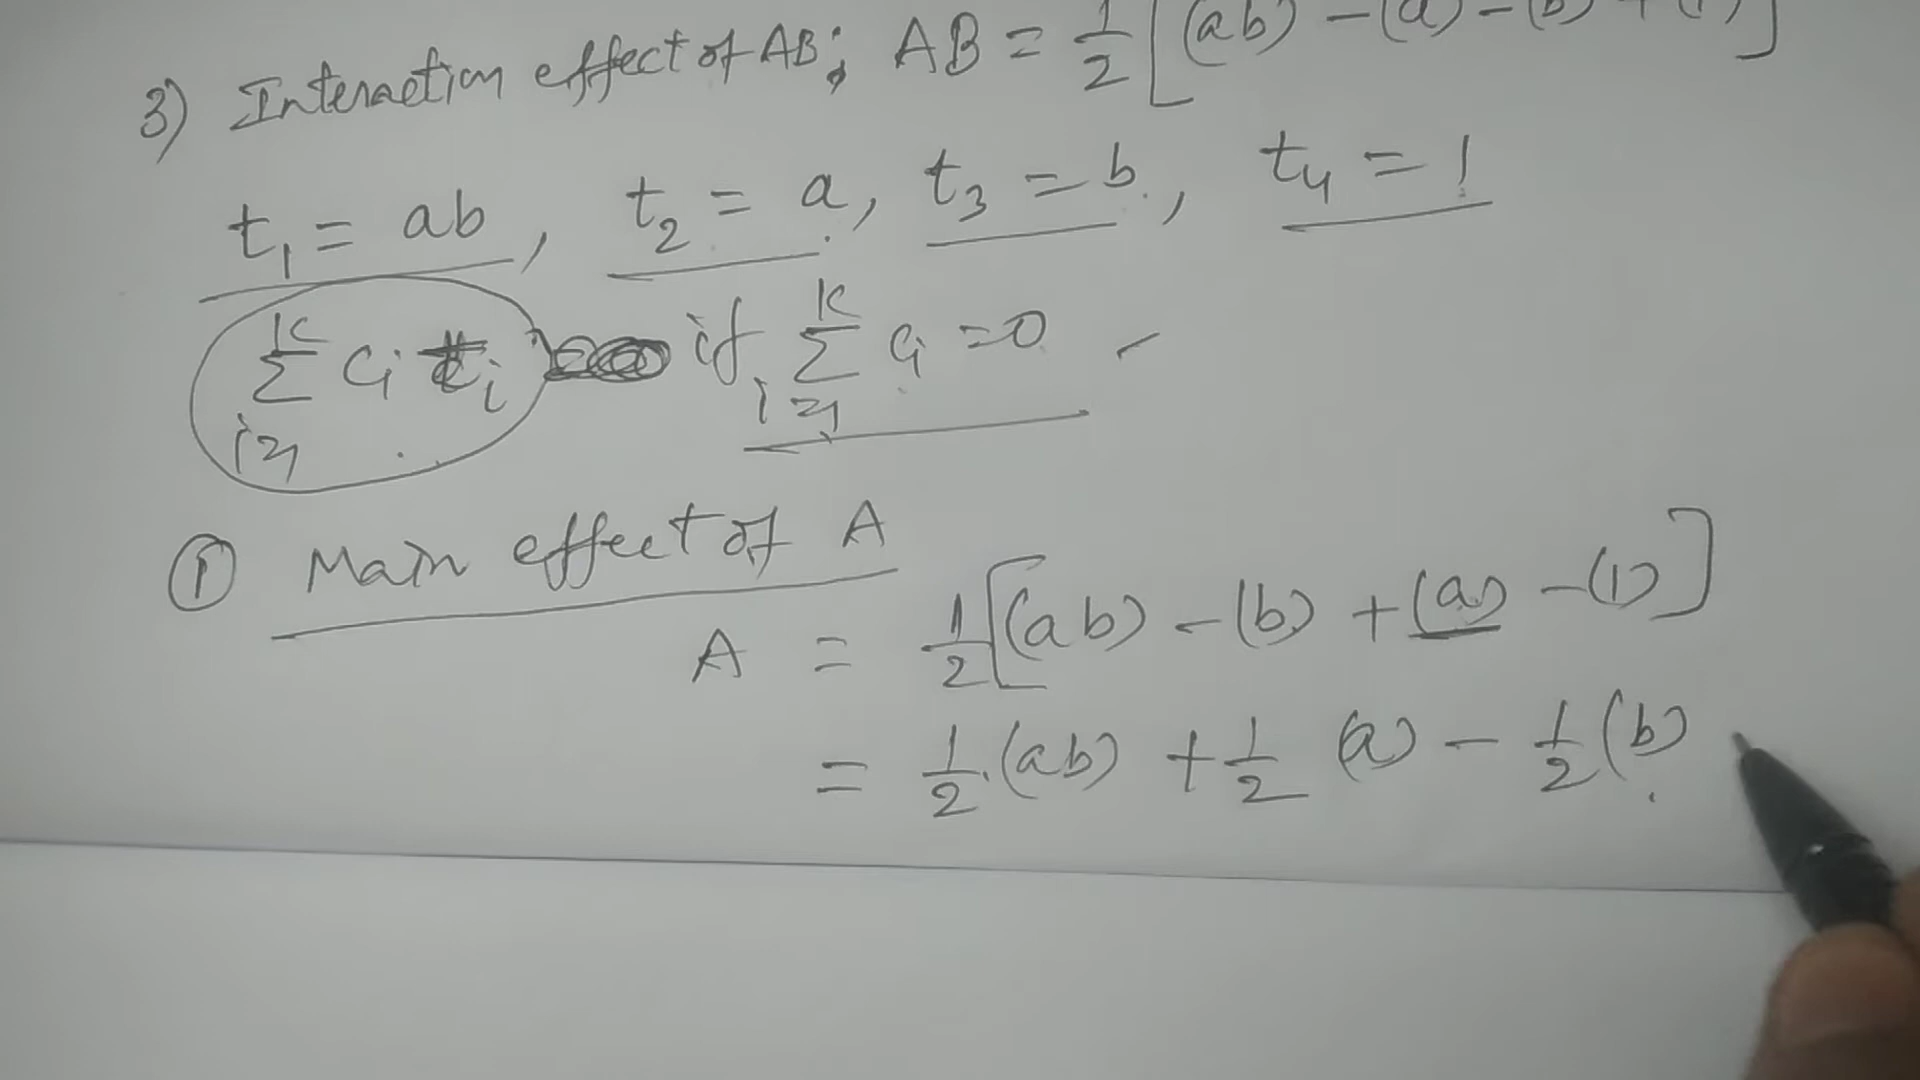 3) Interaction effect of AB; AB = 1/2 [(ab) - (a) - (b) + (1)]
t₁ = ab, t₂ = a, t₃ = b, t₄ = 1
∑_{i=1}^{k} cᵢ tᵢ if ∑_{i=1}^{k} cᵢ = 0
① Main effect of A
A = 1/2 [(ab) - (b) + (a) - (1)]
= 1/2 (ab) + 1/2 (a) - 1/2 (b)